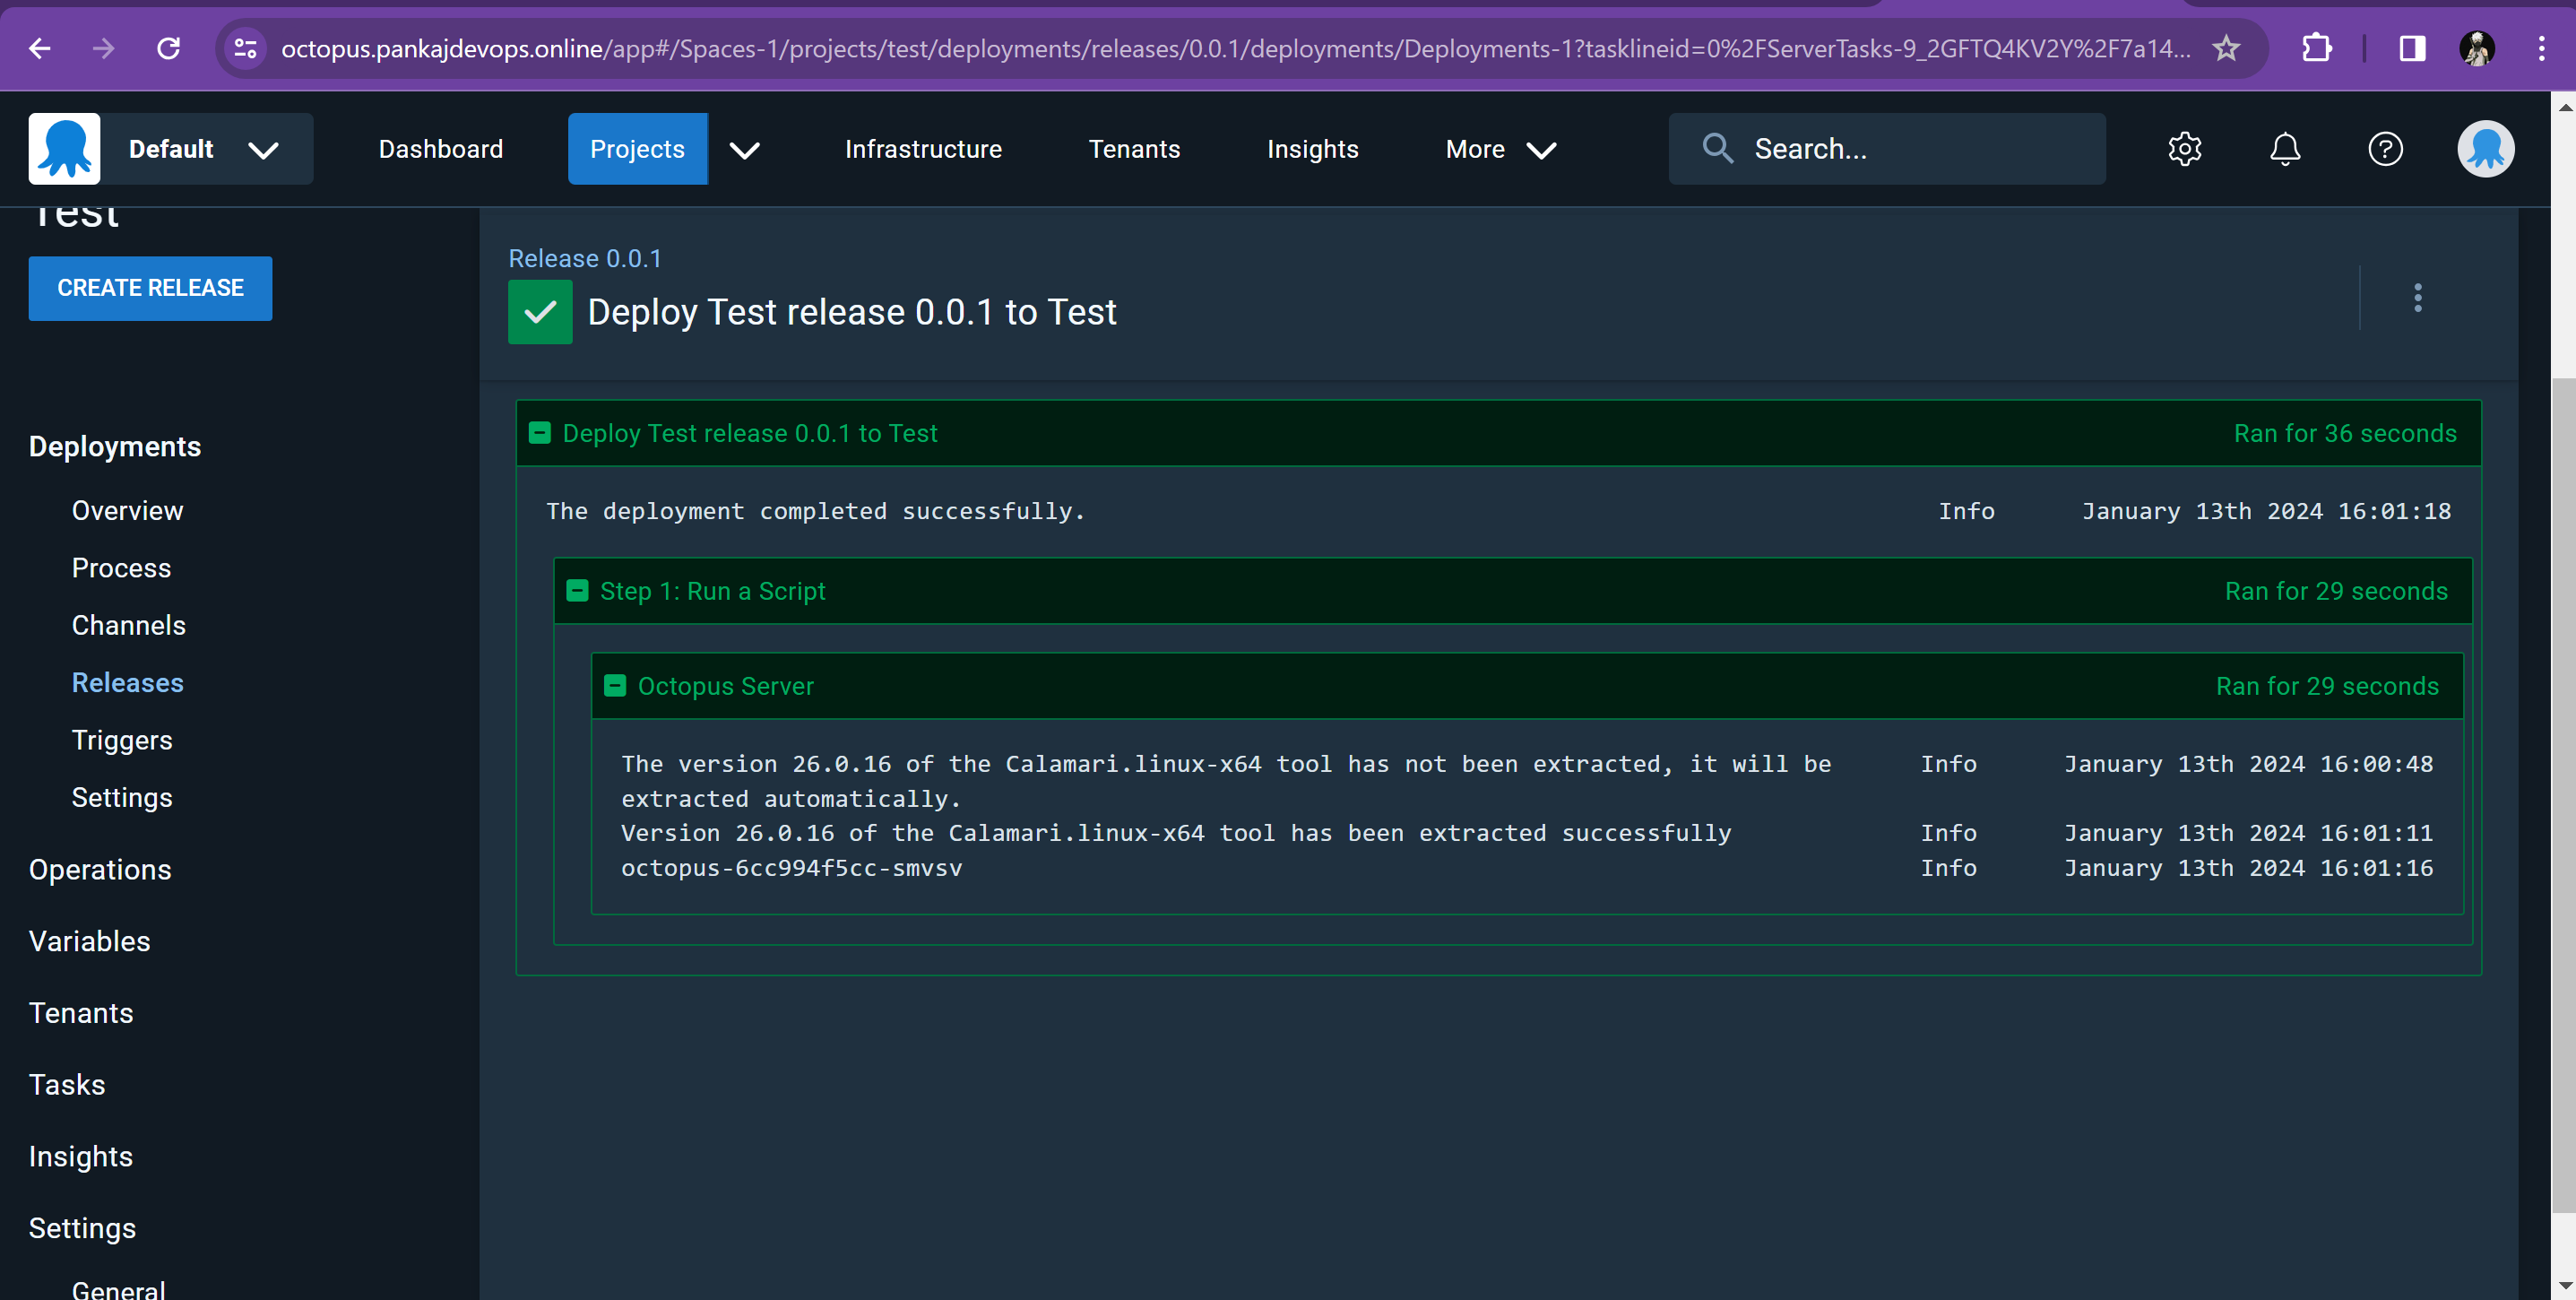 octopus.pankajdevops.online/app#/Spaces-1/projects/test/deployments/releases/0.0.1/deployments/Deployments-1?tasklineid=0%2FServerTasks-9_2GFTQ4KV2Y%2F7a14...
Default
Dashboard
Projects
Infrastructure
Tenants
Insights
More
Search...
Test
CREATE RELEASE
Deployments
Overview
Process
Channels
Releases
Triggers
Settings
Operations
Variables
Tenants
Tasks
Insights
Settings
General
Release 0.0.1
Deploy Test release 0.0.1 to Test
Deploy Test release 0.0.1 to Test Ran for 36 seconds
The deployment completed successfully. Info January 13th 2024 16:01:18
Step 1: Run a Script Ran for 29 seconds
Octopus Server Ran for 29 seconds
The version 26.0.16 of the Calamari.linux-x64 tool has not been extracted, it will be Info January 13th 2024 16:00:48
extracted automatically.
Version 26.0.16 of the Calamari.linux-x64 tool has been extracted successfully Info January 13th 2024 16:01:11
octopus-6cc994f5cc-smvsv Info January 13th 2024 16:01:16